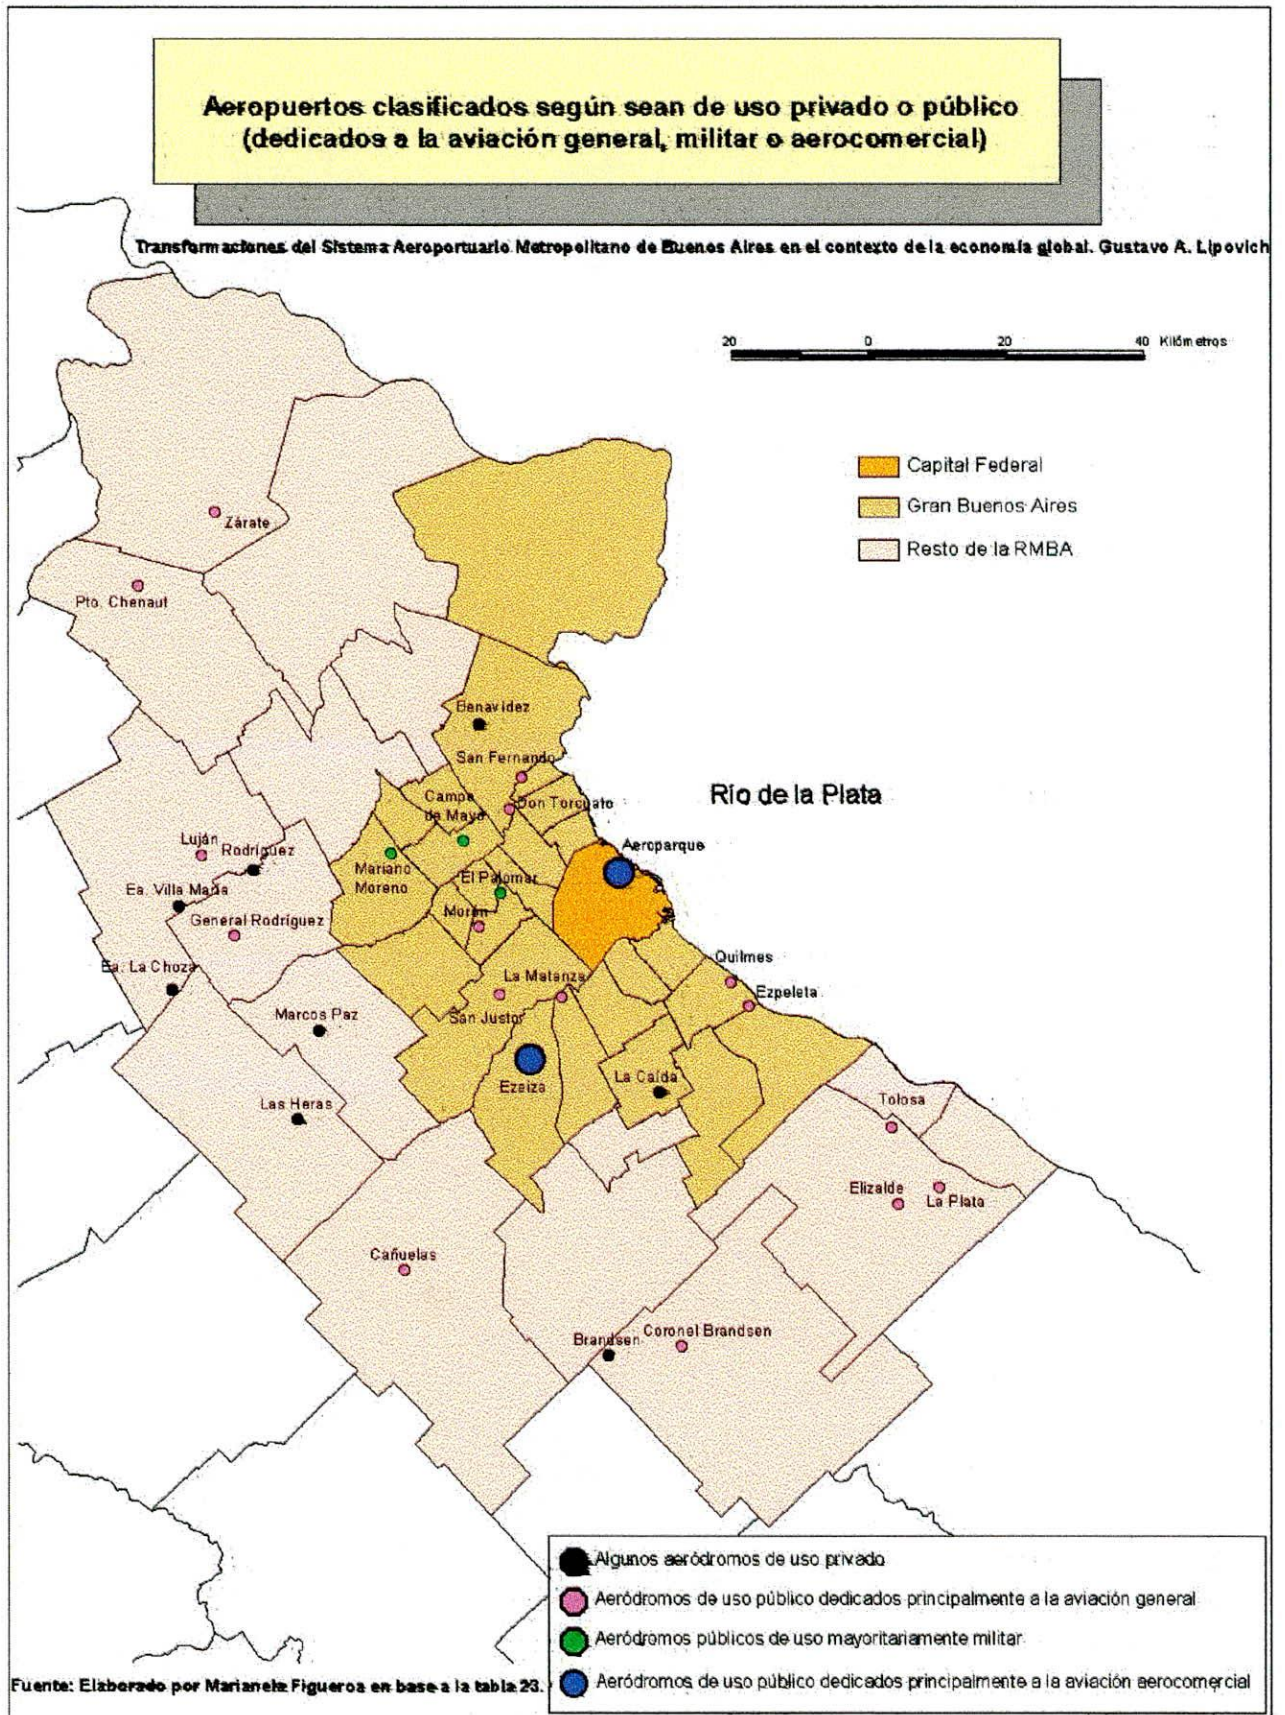 Aeropuertos clasificados según sean de uso privado o público
(dedicados a la aviación general, militar o aerocomercial)
Transformaciones del Sistema Aeroportuario Metropolitano de Buenos Aires en el contexto de la economía global. Gustavo A. Lipovich
20 0 20 40 Kilómetros
Capital Federal
Gran Buenos Aires
Resto de la RMBA
Zárate
Pto. Chenaut
Benavidez
San Fernando
Campo
de Mayo
Don Torcuato
Río de la Plata
Aeroparque
Luján
Rodríguez
Mariano
Moreno
El Palomar
Ea. Villa María
General Rodríguez
Morón
Ea. La Choza
La Matanza
Quilmes
Ezpeleta
Marcos Paz
San Justo
Ezeiza
La Caída
Las Heras
Tolosa
Elizalde
La Plata
Cañuelas
Brandsen
Coronel Brandsen
Algunos aeródromos de uso privado
Aeródromos de uso público dedicados principalmente a la aviación general
Aeródromos públicos de uso mayoritariamente militar
Aeródromos de uso público dedicados principalmente a la aviación aerocomercial
Fuente: Elaborado por Marianela Figueroa en base a la tabla 23.